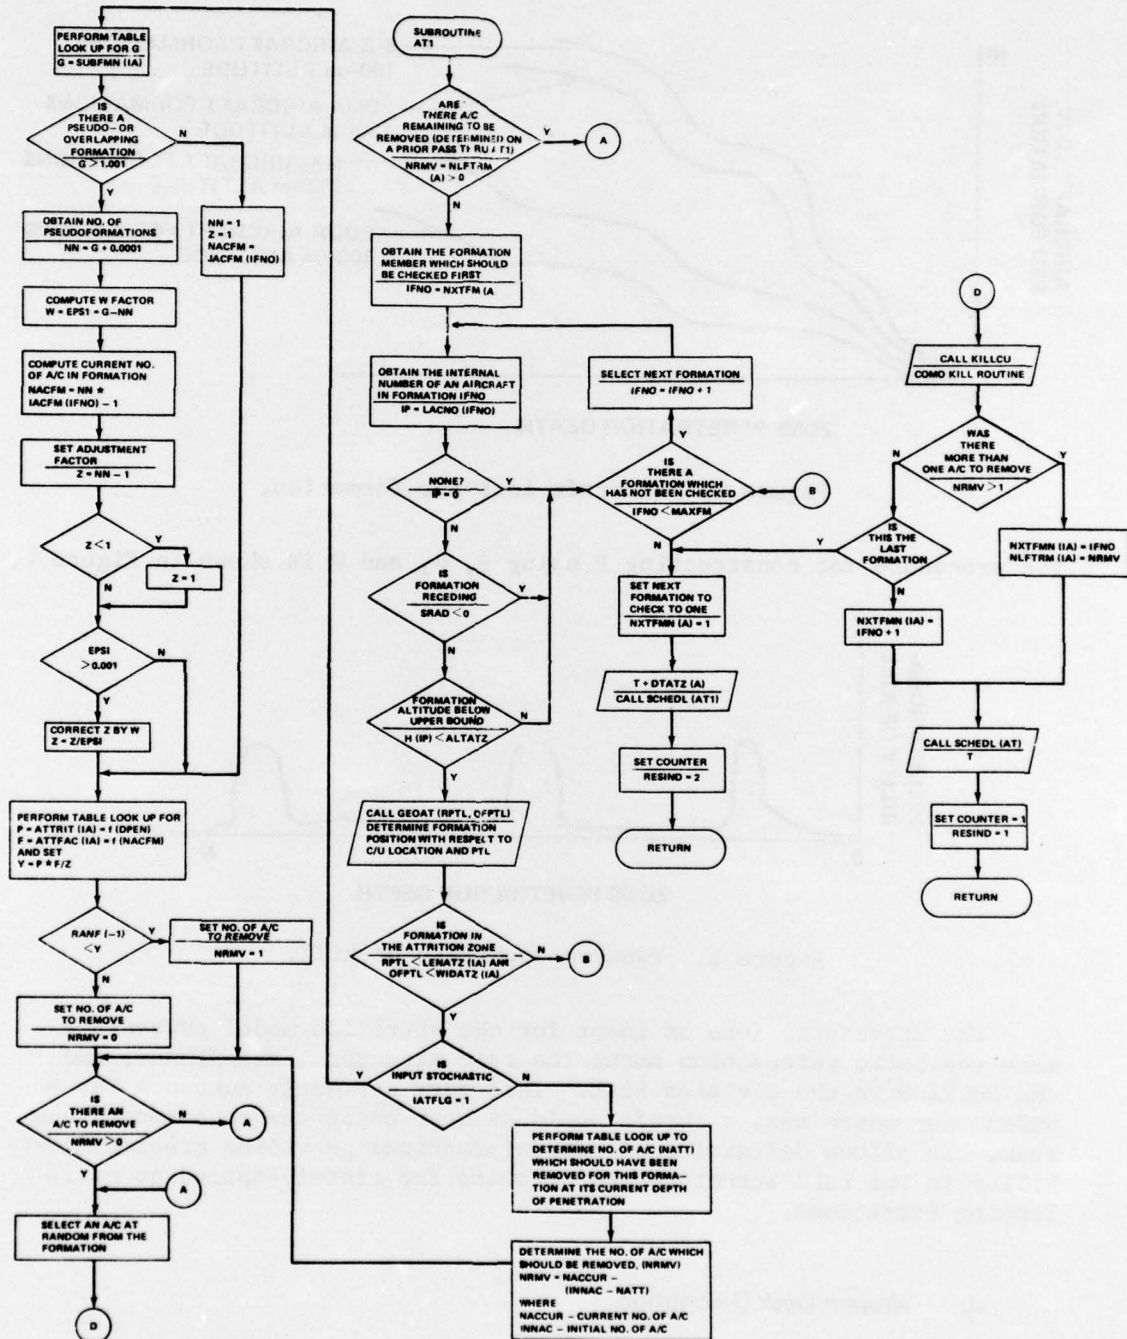 PERFORM TABLE
LOOK UP FOR G
G = SUBFMN (IA)
IS
THERE A
PSEUDO- OR
OVERLAPPING
FORMATION
G > 1.001
N
Y
OBTAIN NO. OF
PSEUDOFORMATIONS
NN = G + 0.0001
NN = 1
Z = 1
NACFM =
JACFM (IFNO)
COMPUTE W FACTOR
W = EPS1 = G-NN
COMPUTE CURRENT NO.
OF A/C IN FORMATION
NACFM = NN *
IACFM (IFNO) - 1
SET ADJUSTMENT
FACTOR
Z = NN - 1
Z < 1
Y
Z = 1
N
EPSI
> 0.001
N
Y
CORRECT Z BY W
Z = Z/EPSI
PERFORM TABLE LOOK UP FOR
P = ATTRIT (IA) = f (DPEN)
F = ATTFAC (IA) = f (NACFM)
AND SET
Y = P * F/Z
RANF (-1)
< Y
Y
SET NO. OF A/C
TO REMOVE
NRMV = 1
N
SET NO. OF A/C
TO REMOVE
NRMV = 0
IS
THERE AN
A/C TO REMOVE
NRMV > 0
N
A
Y
A
SELECT AN A/C AT
RANDOM FROM THE
FORMATION
D
SUBROUTINE
AT1
ARE
THERE A/C
REMAINING TO BE
REMOVED (DETERMINED ON
A PRIOR PASS THRU AT1)
NRMV = NLFTRM
(A) > 0
Y
A
N
OBTAIN THE FORMATION
MEMBER WHICH SHOULD
BE CHECKED FIRST
IFNO = NXTFM (A
OBTAIN THE INTERNAL
NUMBER OF AN AIRCRAFT
IN FORMATION IFNO
IP = LACNO (IFNO)
NONE?
IP = 0
Y
N
IS
FORMATION
RECEDING
SRAD < 0
Y
N
FORMATION
ALTITUDE BELOW
UPPER BOUND
H (IP) < ALTATZ
N
Y
CALL GEOAT (RPTL, OFPTL)
DETERMINE FORMATION
POSITION WITH RESPECT TO
C/U LOCATION AND PTL
IS
FORMATION IN
THE ATTRITION ZONE
RPTL < LENATZ (IA) AND
OFPTL < WIDATZ (IA)
N
B
Y
IS
INPUT STOCHASTIC
IATFLG = 1
Y
N
PERFORM TABLE LOOK UP TO
DETERMINE NO. OF A/C (NATT)
WHICH SHOULD HAVE BEEN
REMOVED FOR THIS FORMA-
TION AT ITS CURRENT DEPTH
OF PENETRATION
DETERMINE THE NO. OF A/C WHICH
SHOULD BE REMOVED, (NRMV)
NRMV = NACCUR -
(INNAC - NATT)
WHERE
NACCUR - CURRENT NO. OF A/C
INNAC - INITIAL NO. OF A/C
SELECT NEXT FORMATION
IFNO = IFNO + 1
Y
IS
THERE A
FORMATION WHICH
HAS NOT BEEN CHECKED
IFNO < MAXFM
B
N
SET NEXT
FORMATION TO
CHECK TO ONE
NXTFMN (A) = 1
T + DTATZ (A)
CALL SCHEDL (AT1)
SET COUNTER
RESIND = 2
RETURN
D
CALL KILLCU
COMO KILL ROUTINE
WAS
THERE
MORE THAN
ONE A/C TO REMOVE
NRMV > 1
N
Y
IS
THIS THE
LAST
FORMATION
Y
N
NXTFMN (IA) = IFNO
NLFTRM (IA) = NRMV
NXTFMN (IA) =
IFNO + 1
CALL SCHEDL (AT)
T
SET COUNTER = 1
RESIND = 1
RETURN